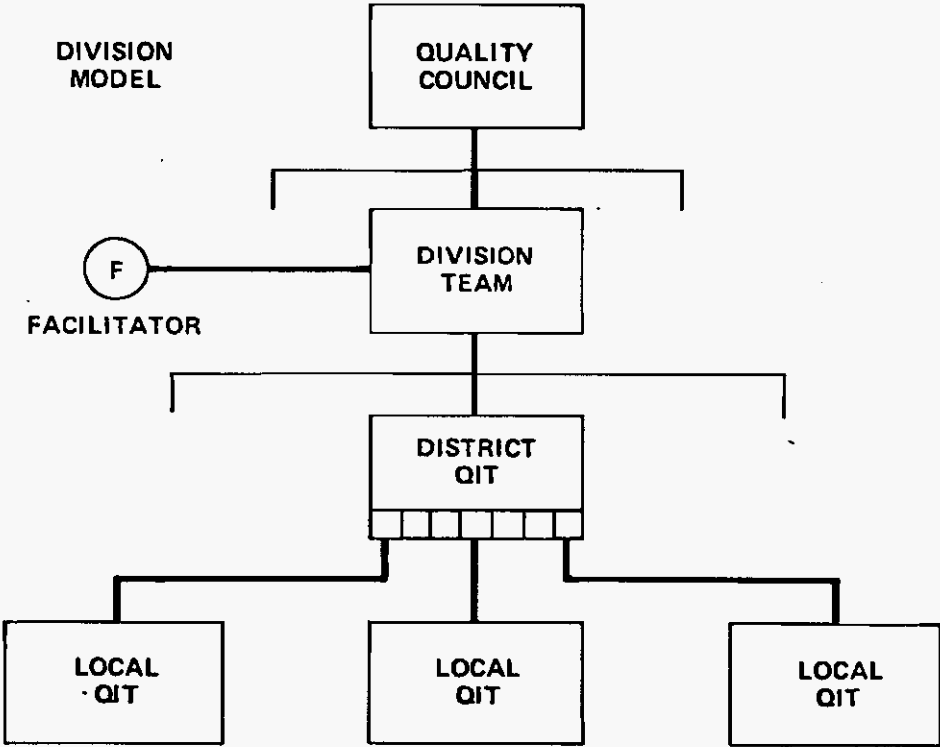 DIVISION
MODEL
QUALITY
COUNCIL
DIVISION
TEAM
F
FACILITATOR
DISTRICT
QIT
LOCAL
QIT
LOCAL
QIT
LOCAL
QIT